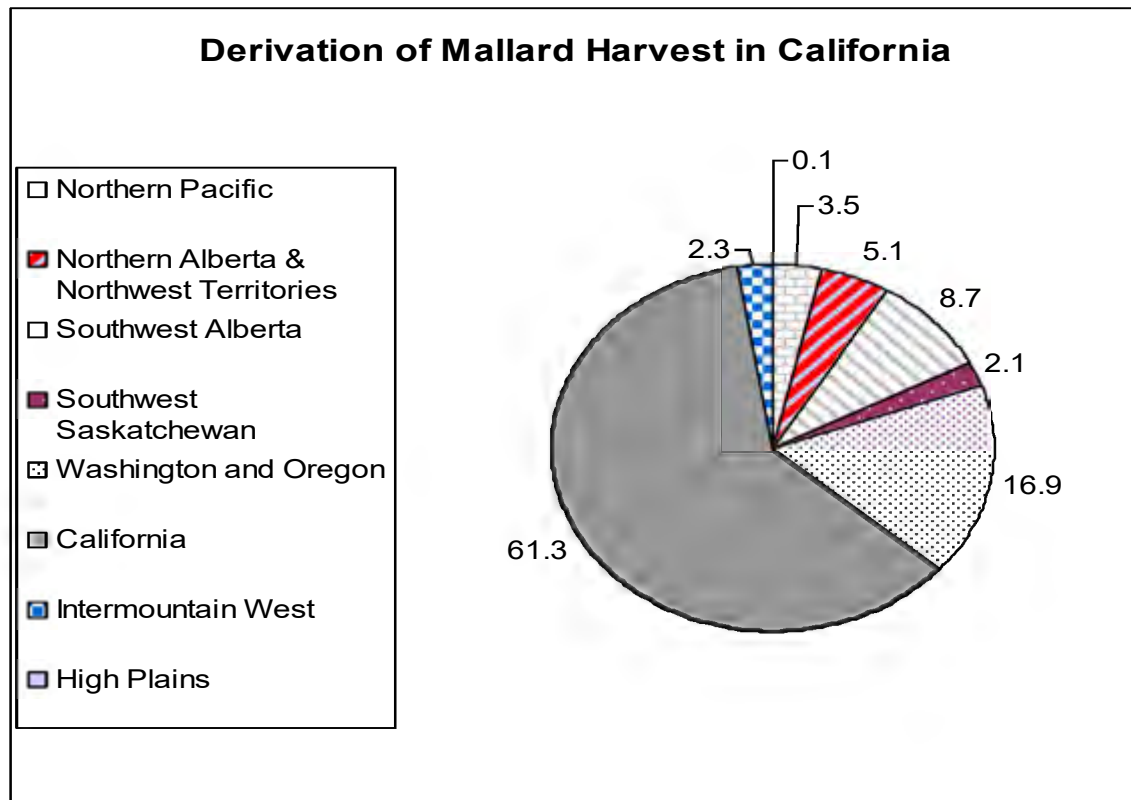 Derivation of Mallard Harvest in California
Northern Pacific
Northern Alberta &
Northwest Territories
Southwest Alberta
Southwest
Saskatchewan
Washington and Oregon
California
Intermountain West
High Plains
0.1
3.5
2.3
5.1
8.7
2.1
16.9
61.3